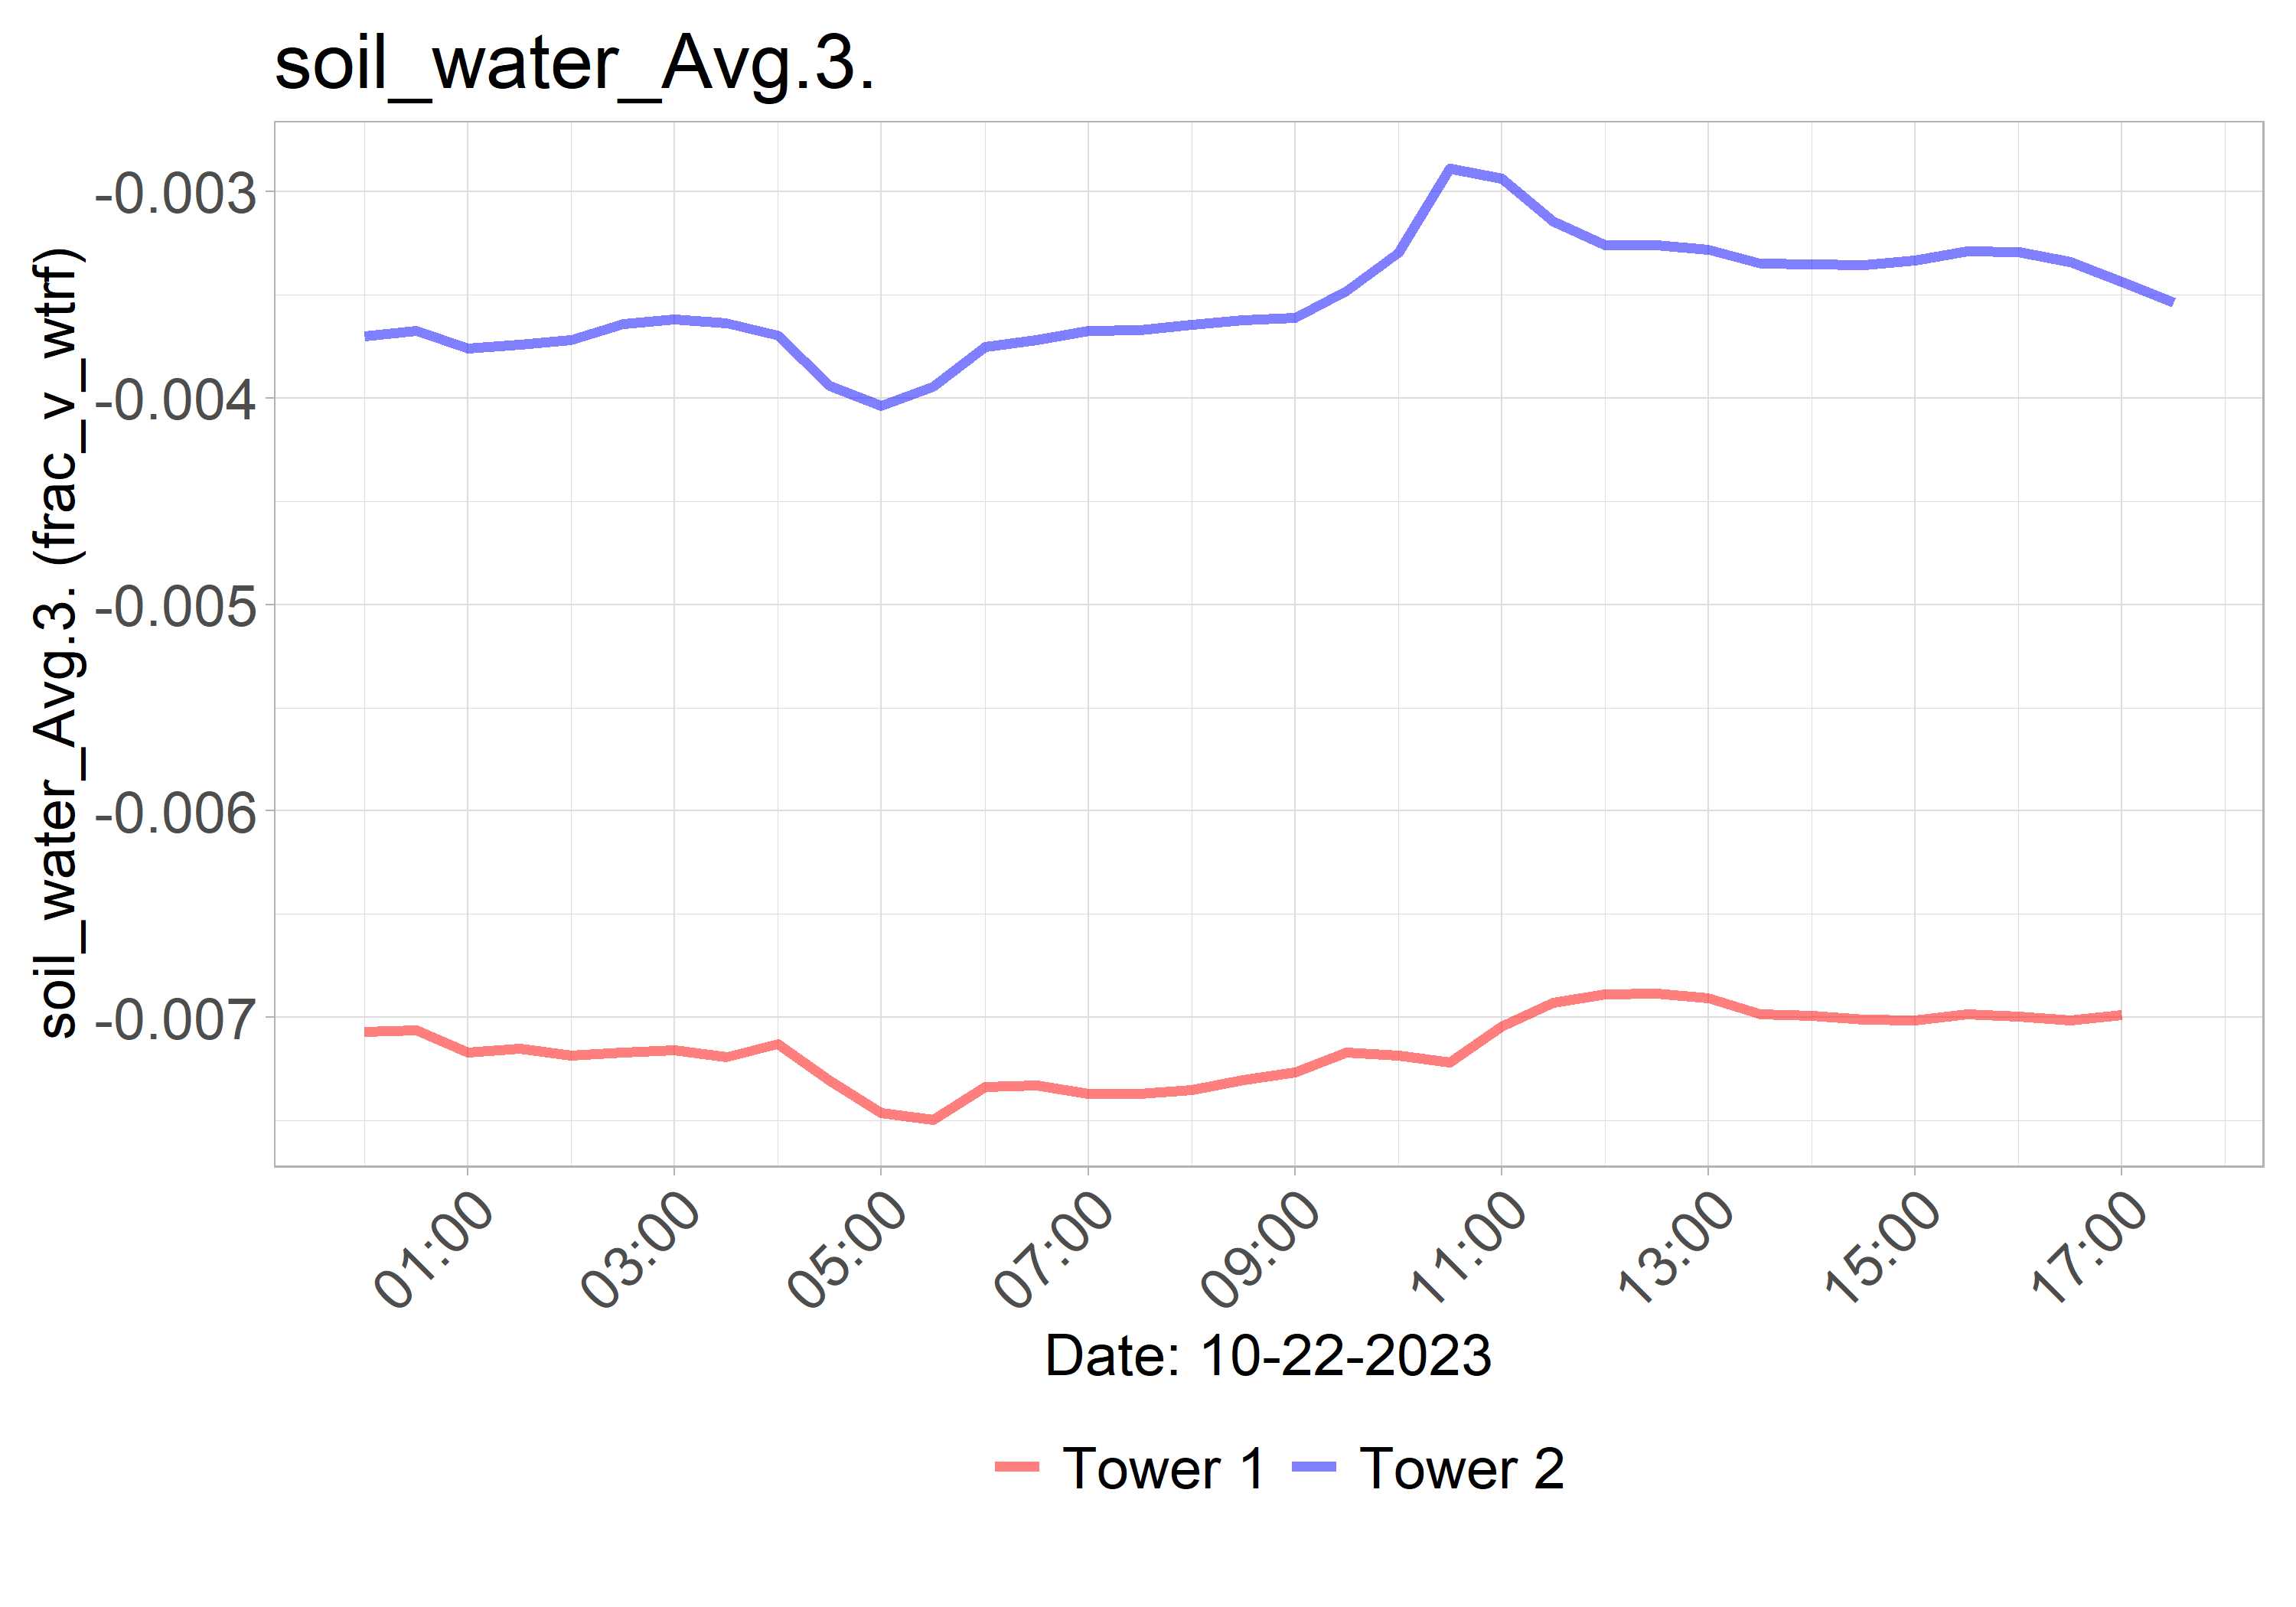 soil_water_Avg.3.
soil_water_Avg.3. (frac_v_wtrf)
-0.003
-0.004
-0.005
-0.006
-0.007
01:00
03:00
05:00
07:00
09:00
11:00
13:00
15:00
17:00
Date: 10-22-2023
Tower 1
Tower 2